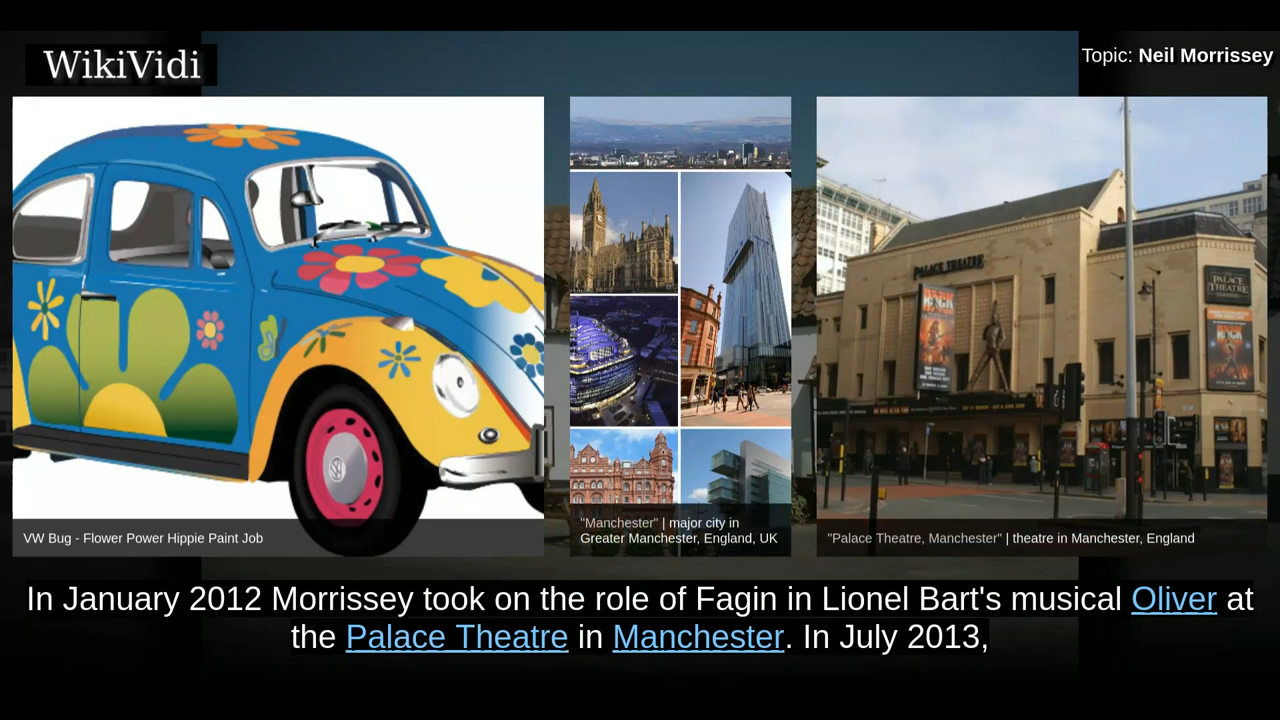 WikiVidi
Topic: Neil Morrissey
PALACE THEATRE
PALACE
THEATRE
VW Bug - Flower Power Hippie Paint Job
"Manchester" | major city in
Greater Manchester, England, UK
"Palace Theatre, Manchester" | theatre in Manchester, England
In January 2012 Morrissey took on the role of Fagin in Lionel Bart's musical Oliver at
the Palace Theatre in Manchester. In July 2013,